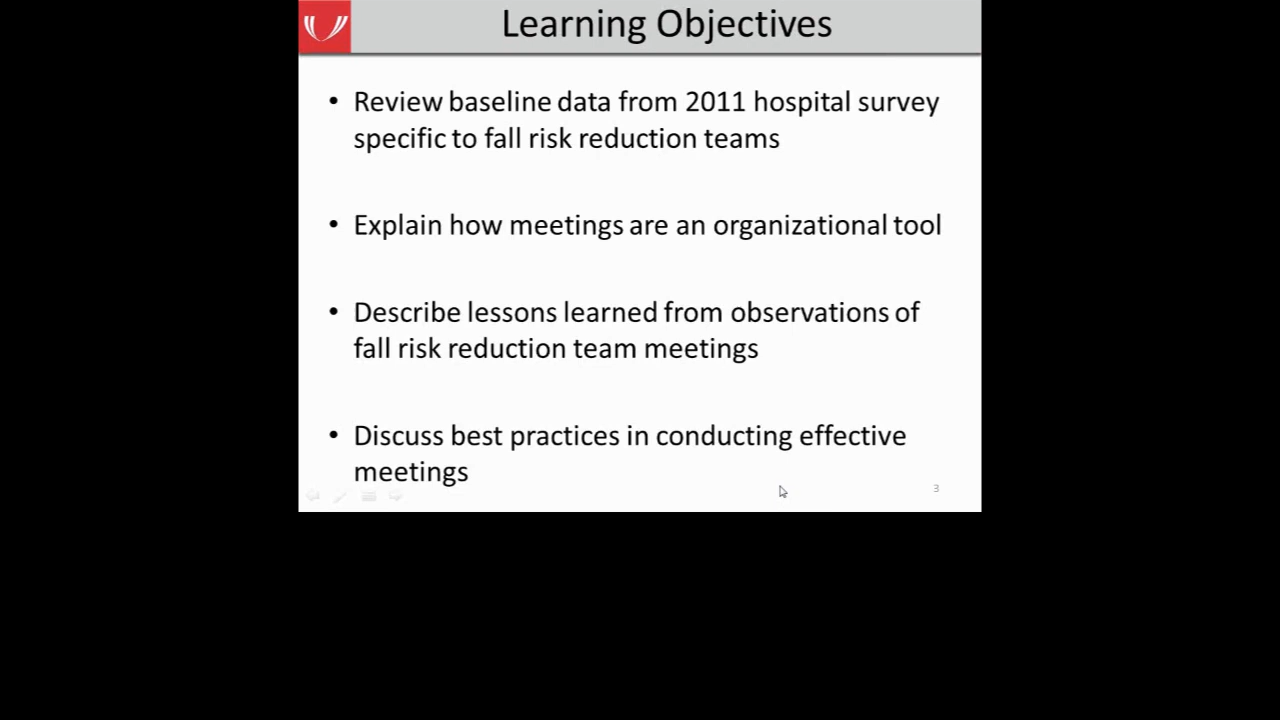 Learning Objectives
• Review baseline data from 2011 hospital survey
specific to fall risk reduction teams
• Explain how meetings are an organizational tool
• Describe lessons learned from observations of
fall risk reduction team meetings
• Discuss best practices in conducting effective
meetings
3